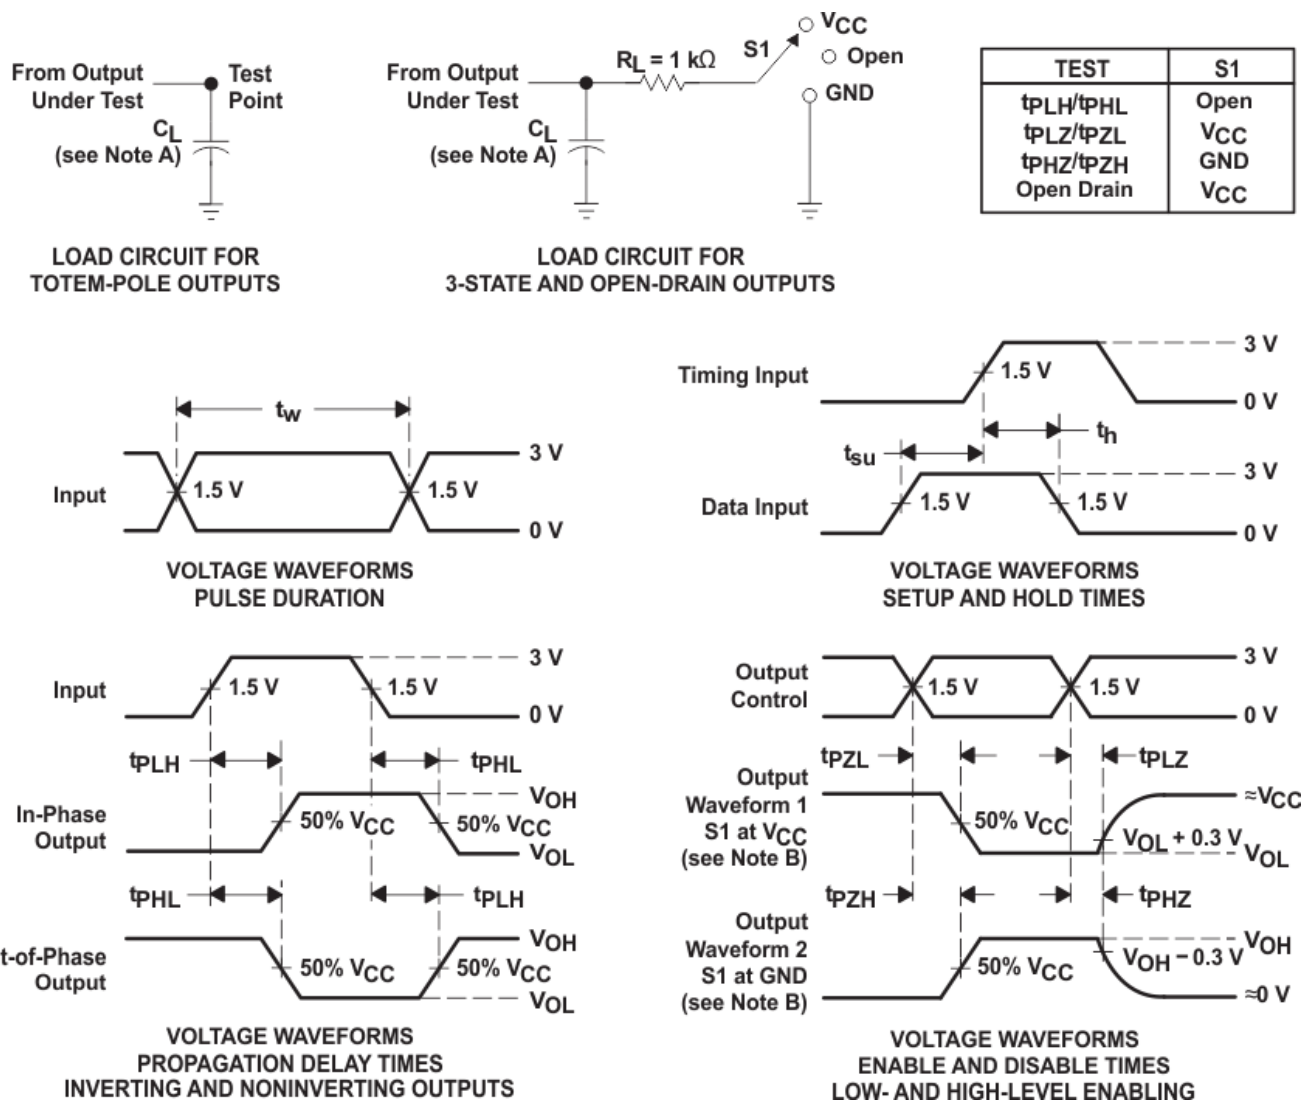 From Output
Under Test
Test
Point
CL
(see Note A)
LOAD CIRCUIT FOR
TOTEM-POLE OUTPUTS
From Output
Under Test
CL
(see Note A)
RL = 1 kΩ
S1
VCC
Open
GND
LOAD CIRCUIT FOR
3-STATE AND OPEN-DRAIN OUTPUTS
TEST S1
tPLH/tPHL Open
tPLZ/tPZL VCC
tPHZ/tPZH GND
Open Drain VCC
tw
Input
1.5 V
1.5 V
3 V
0 V
VOLTAGE WAVEFORMS
PULSE DURATION
Timing Input
1.5 V
3 V
0 V
th
tsu
Data Input
1.5 V
1.5 V
3 V
0 V
VOLTAGE WAVEFORMS
SETUP AND HOLD TIMES
Input
1.5 V
1.5 V
3 V
0 V
tPLH
tPHL
In-Phase
Output
50% VCC
50% VCC
VOH
VOL
tPHL
tPLH
t-of-Phase
Output
50% VCC
50% VCC
VOH
VOL
VOLTAGE WAVEFORMS
PROPAGATION DELAY TIMES
INVERTING AND NONINVERTING OUTPUTS
Output
Control
1.5 V
1.5 V
3 V
0 V
tPZL
tPLZ
Output
Waveform 1
S1 at VCC
(see Note B)
50% VCC
VOL + 0.3 V
≈VCC
VOL
tPZH
tPHZ
Output
Waveform 2
S1 at GND
(see Note B)
50% VCC
VOH − 0.3 V
VOH
≈0 V
VOLTAGE WAVEFORMS
ENABLE AND DISABLE TIMES
LOW- AND HIGH-LEVEL ENABLING